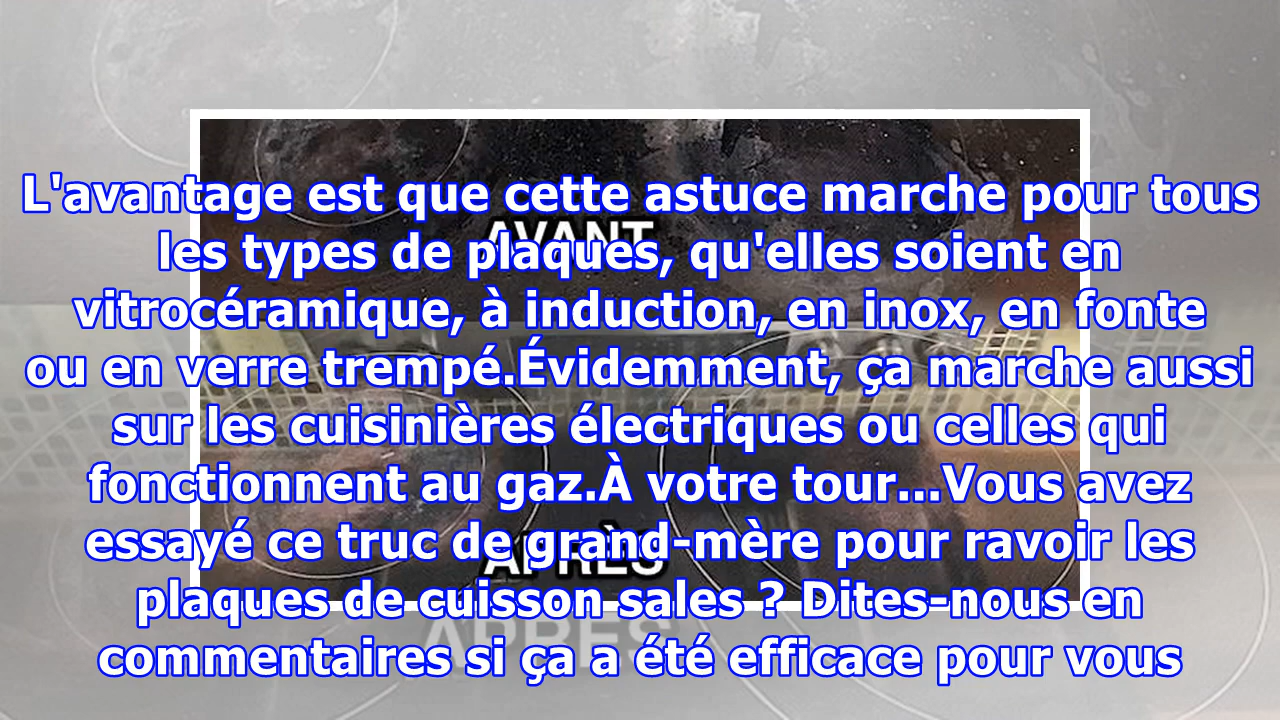 L'avantage est que cette astuce marche pour tous
les types de plaques, qu'elles soient en
vitrocéramique, à induction, en inox, en fonte
ou en verre trempé.Évidemment, ça marche aussi
sur les cuisinières électriques ou celles qui
fonctionnent au gaz.À votre tour...Vous avez
essayé ce truc de grand-mère pour ravoir les
plaques de cuisson sales ? Dites-nous en
commentaires si ça a été efficace pour vous
AVANT
APRÈS
APRÈS